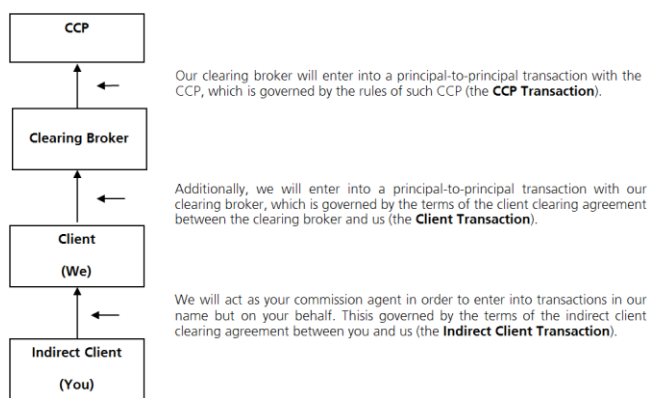 CCP
Our clearing broker will enter into a principal-to-principal transaction with the
CCP, which is governed by the rules of such CCP (the CCP Transaction).
Clearing Broker
Additionally, we will enter into a principal-to-principal transaction with our
clearing broker, which is governed by the terms of the client clearing agreement
between the clearing broker and us (the Client Transaction).
Client
(We)
We will act as your commission agent in order to enter into transactions in our
name but on your behalf. Thisis governed by the terms of the indirect client
clearing agreement between you and us (the Indirect Client Transaction).
Indirect Client
(You)